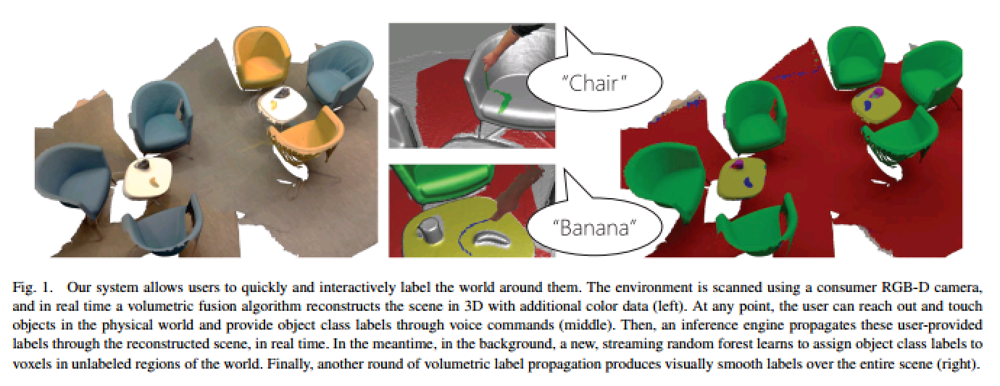 “Chair”
“Banana”
Fig. 1. Our system allows users to quickly and interactively label the world around them. The environment is scanned using a consumer RGB-D camera,
and in real time a volumetric fusion algorithm reconstructs the scene in 3D with additional color data (left). At any point, the user can reach out and touch
objects in the physical world and provide object class labels through voice commands (middle). Then, an inference engine propagates these user-provided
labels through the reconstructed scene, in real time. In the meantime, in the background, a new, streaming random forest learns to assign object class labels to
voxels in unlabeled regions of the world. Finally, another round of volumetric label propagation produces visually smooth labels over the entire scene (right).